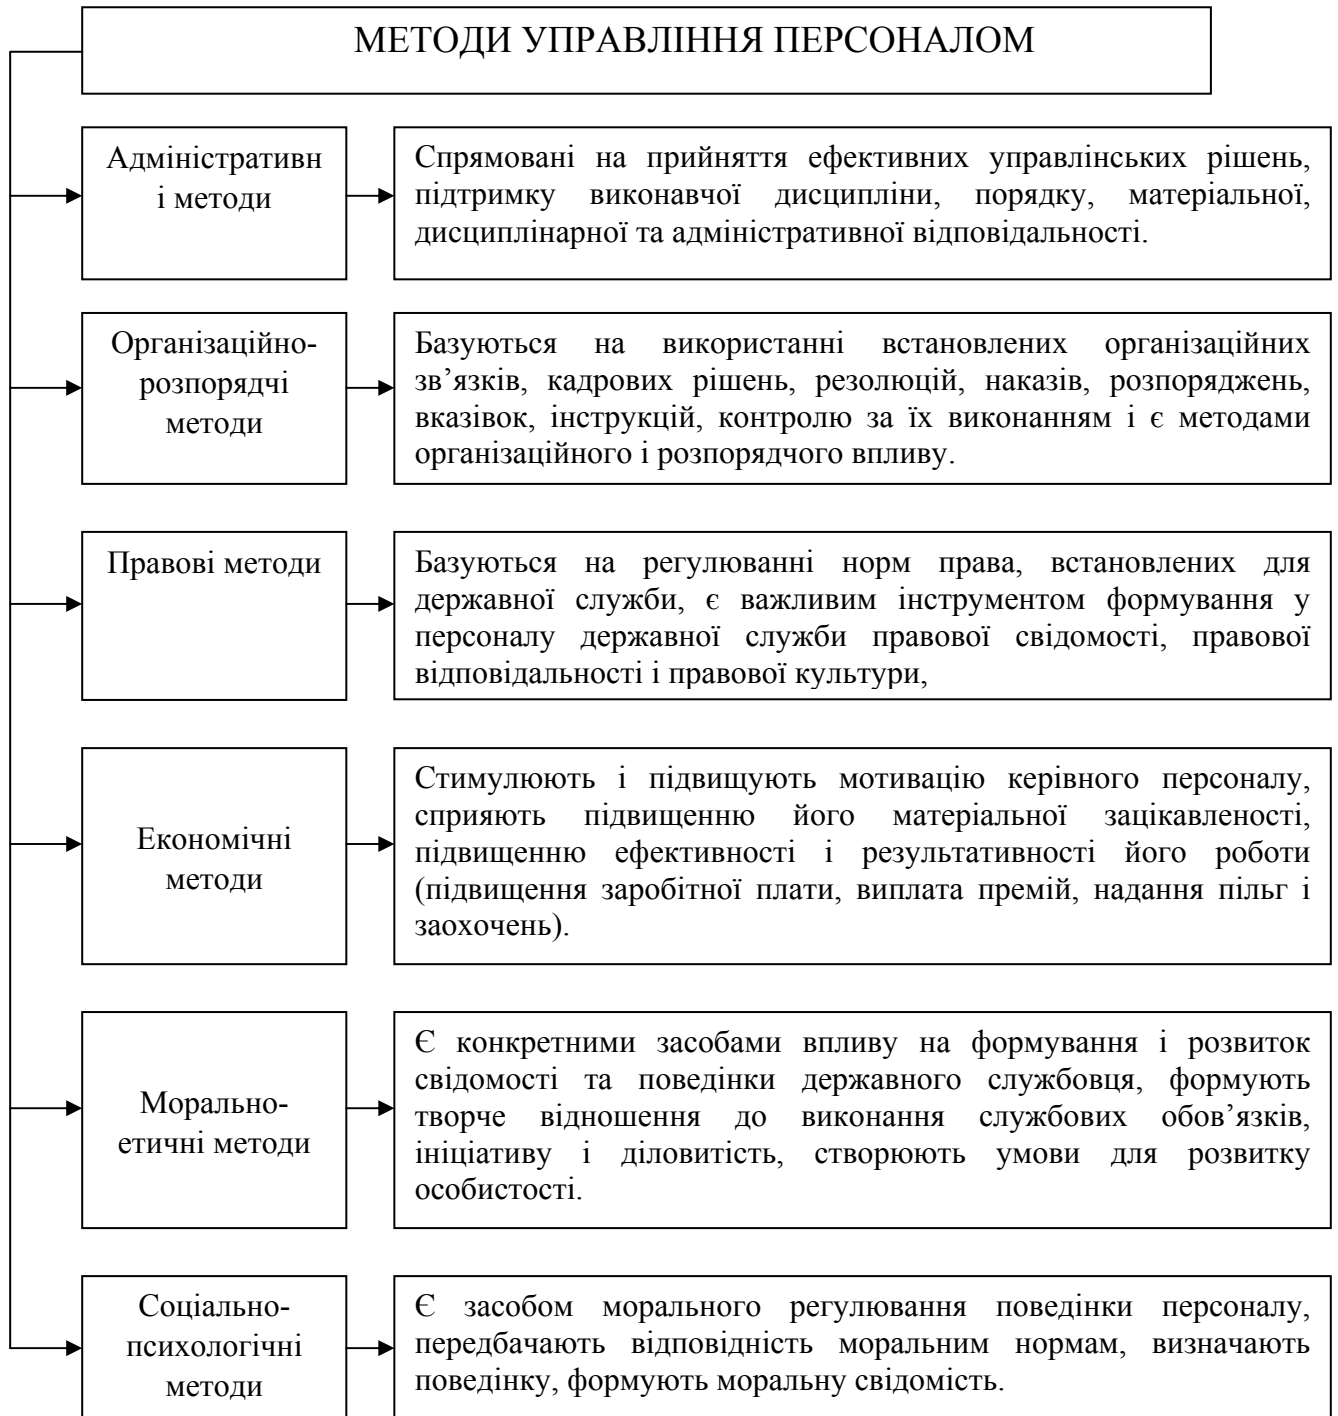 МЕТОДИ УПРАВЛІННЯ ПЕРСОНАЛОМ
Адміністративн
і методи
Спрямовані на прийняття ефективних управлінських рішень,
підтримку виконавчої дисципліни, порядку, матеріальної,
дисциплінарної та адміністративної відповідальності.
Організаційно-
розпорядчі
методи
Базуються на використанні встановлених організаційних
зв’язків, кадрових рішень, резолюцій, наказів, розпоряджень,
вказівок, інструкцій, контролю за їх виконанням і є методами
організаційного і розпорядчого впливу.
Правові методи
Базуються на регулюванні норм права, встановлених для
державної служби, є важливим інструментом формування у
персоналу державної служби правової свідомості, правової
відповідальності і правової культури,
Економічні
методи
Стимулюють і підвищують мотивацію керівного персоналу,
сприяють підвищенню його матеріальної зацікавленості,
підвищенню ефективності і результативності його роботи
(підвищення заробітної плати, виплата премій, надання пільг і
заохочень).
Морально-
етичні методи
Є конкретними засобами впливу на формування і розвиток
свідомості та поведінки державного службовця, формують
творче відношення до виконання службових обов’язків,
ініціативу і діловитість, створюють умови для розвитку
особистості.
Соціально-
психологічні
методи
Є засобом морального регулювання поведінки персоналу,
передбачають відповідність моральним нормам, визначають
поведінку, формують моральну свідомість.